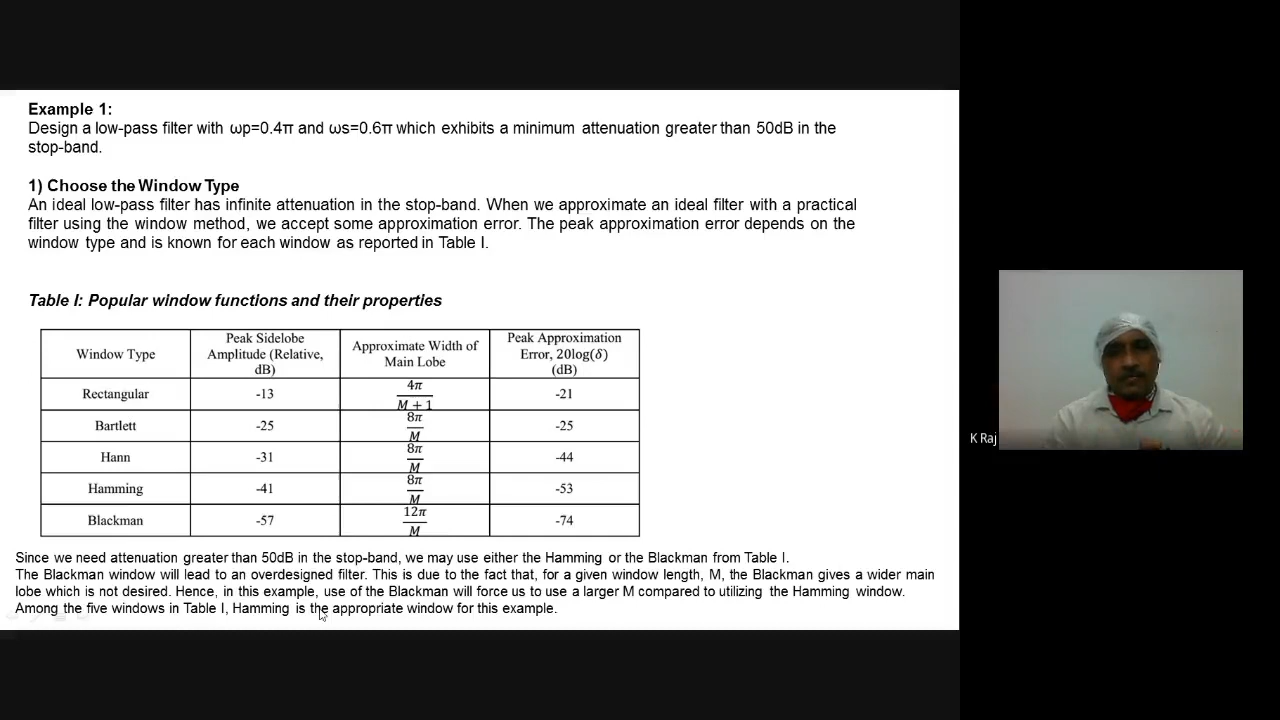 Example 1:
Design a low-pass filter with ωp=0.4π and ωs=0.6π which exhibits a minimum attenuation greater than 50dB in the
stop-band.
1) Choose the Window Type
An ideal low-pass filter has infinite attenuation in the stop-band. When we approximate an ideal filter with a practical
filter using the window method, we accept some approximation error. The peak approximation error depends on the
window type and is known for each window as reported in Table I.
Table I: Popular window functions and their properties
Window Type
Peak Sidelobe
Amplitude (Relative,
dB)
Approximate Width of
Main Lobe
Peak Approximation
Error, 20log(δ)
(dB)
Rectangular
-13
4π
M + 1
-21
Bartlett
-25
8π
M
-25
Hann
-31
8π
M
-44
Hamming
-41
8π
M
-53
Blackman
-57
12π
M
-74
Since we need attenuation greater than 50dB in the stop-band, we may use either the Hamming or the Blackman from Table I.
The Blackman window will lead to an overdesigned filter. This is due to the fact that, for a given window length, M, the Blackman gives a wider main
lobe which is not desired. Hence, in this example, use of the Blackman will force us to use a larger M compared to utilizing the Hamming window.
Among the five windows in Table I, Hamming is the appropriate window for this example.
K Raj